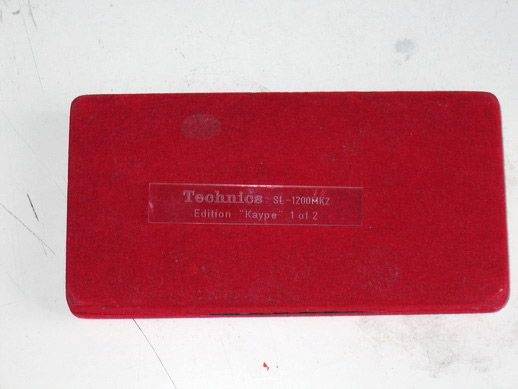 Technics SL-1200MK2
Edition "Kaype" 1 of 2